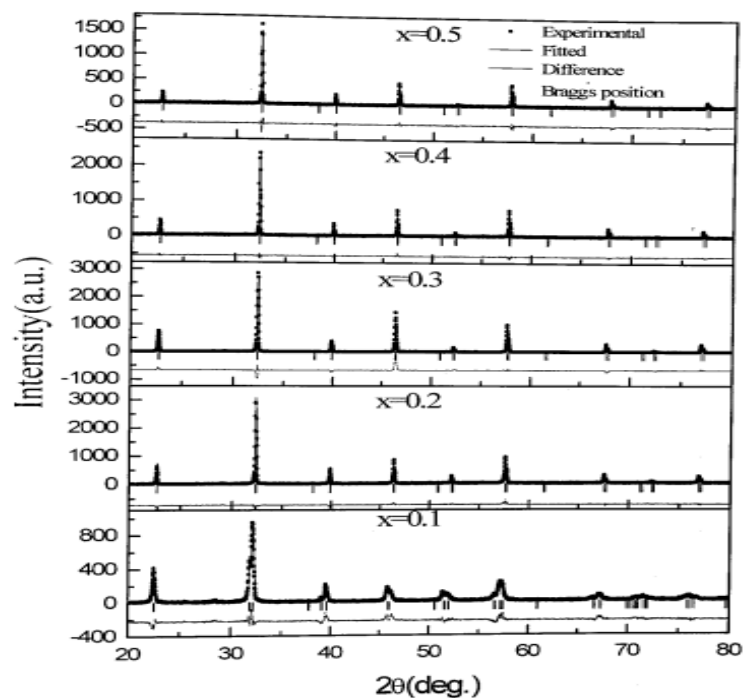 x=0.5
Experimental
Fitted
Difference
Braggs position
1500
1000
500
0
-500
x=0.4
2000
1000
0
x=0.3
3000
2000
1000
0
-1000
x=0.2
3000
2000
1000
0
x=0.1
800
400
0
-400
20 30 40 50 60 70 80
2θ(deg.)
Intensity(a.u.)